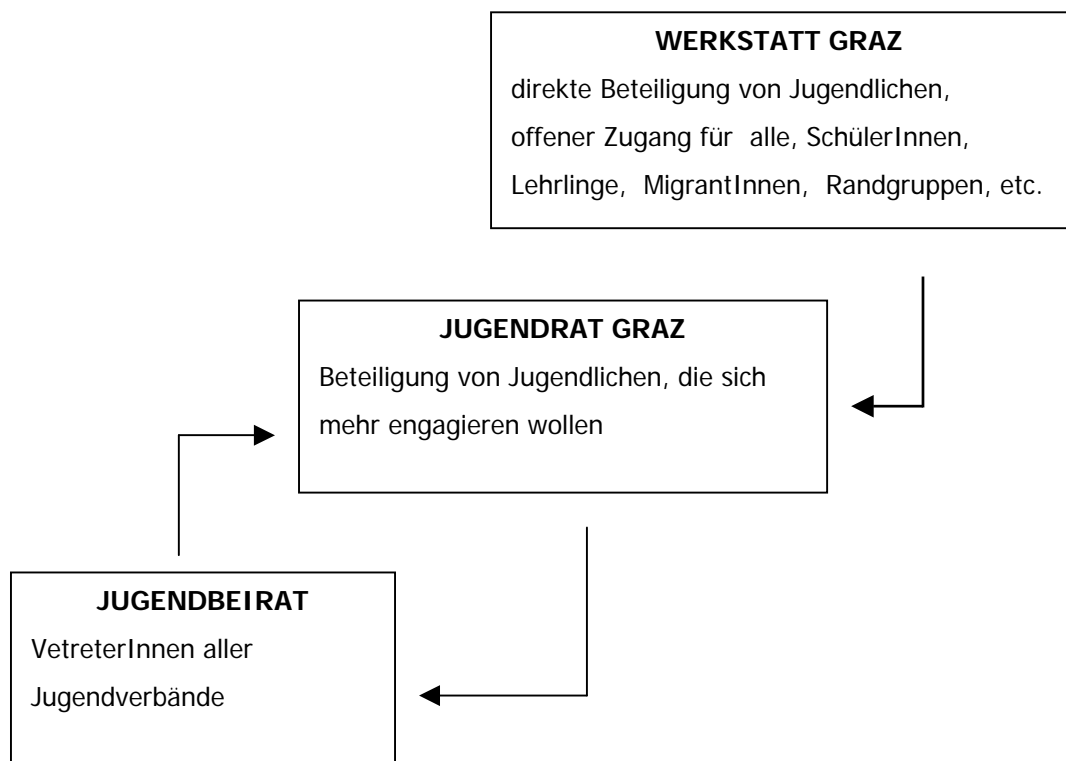 WERKSTATT GRAZ
direkte Beteiligung von Jugendlichen,
offener Zugang für alle, SchülerInnen,
Lehrlinge, MigrantInnen, Randgruppen, etc.
JUGENDRAT GRAZ
Beteiligung von Jugendlichen, die sich
mehr engagieren wollen
JUGENDBEIRAT
VetreterInnen aller
Jugendverbände